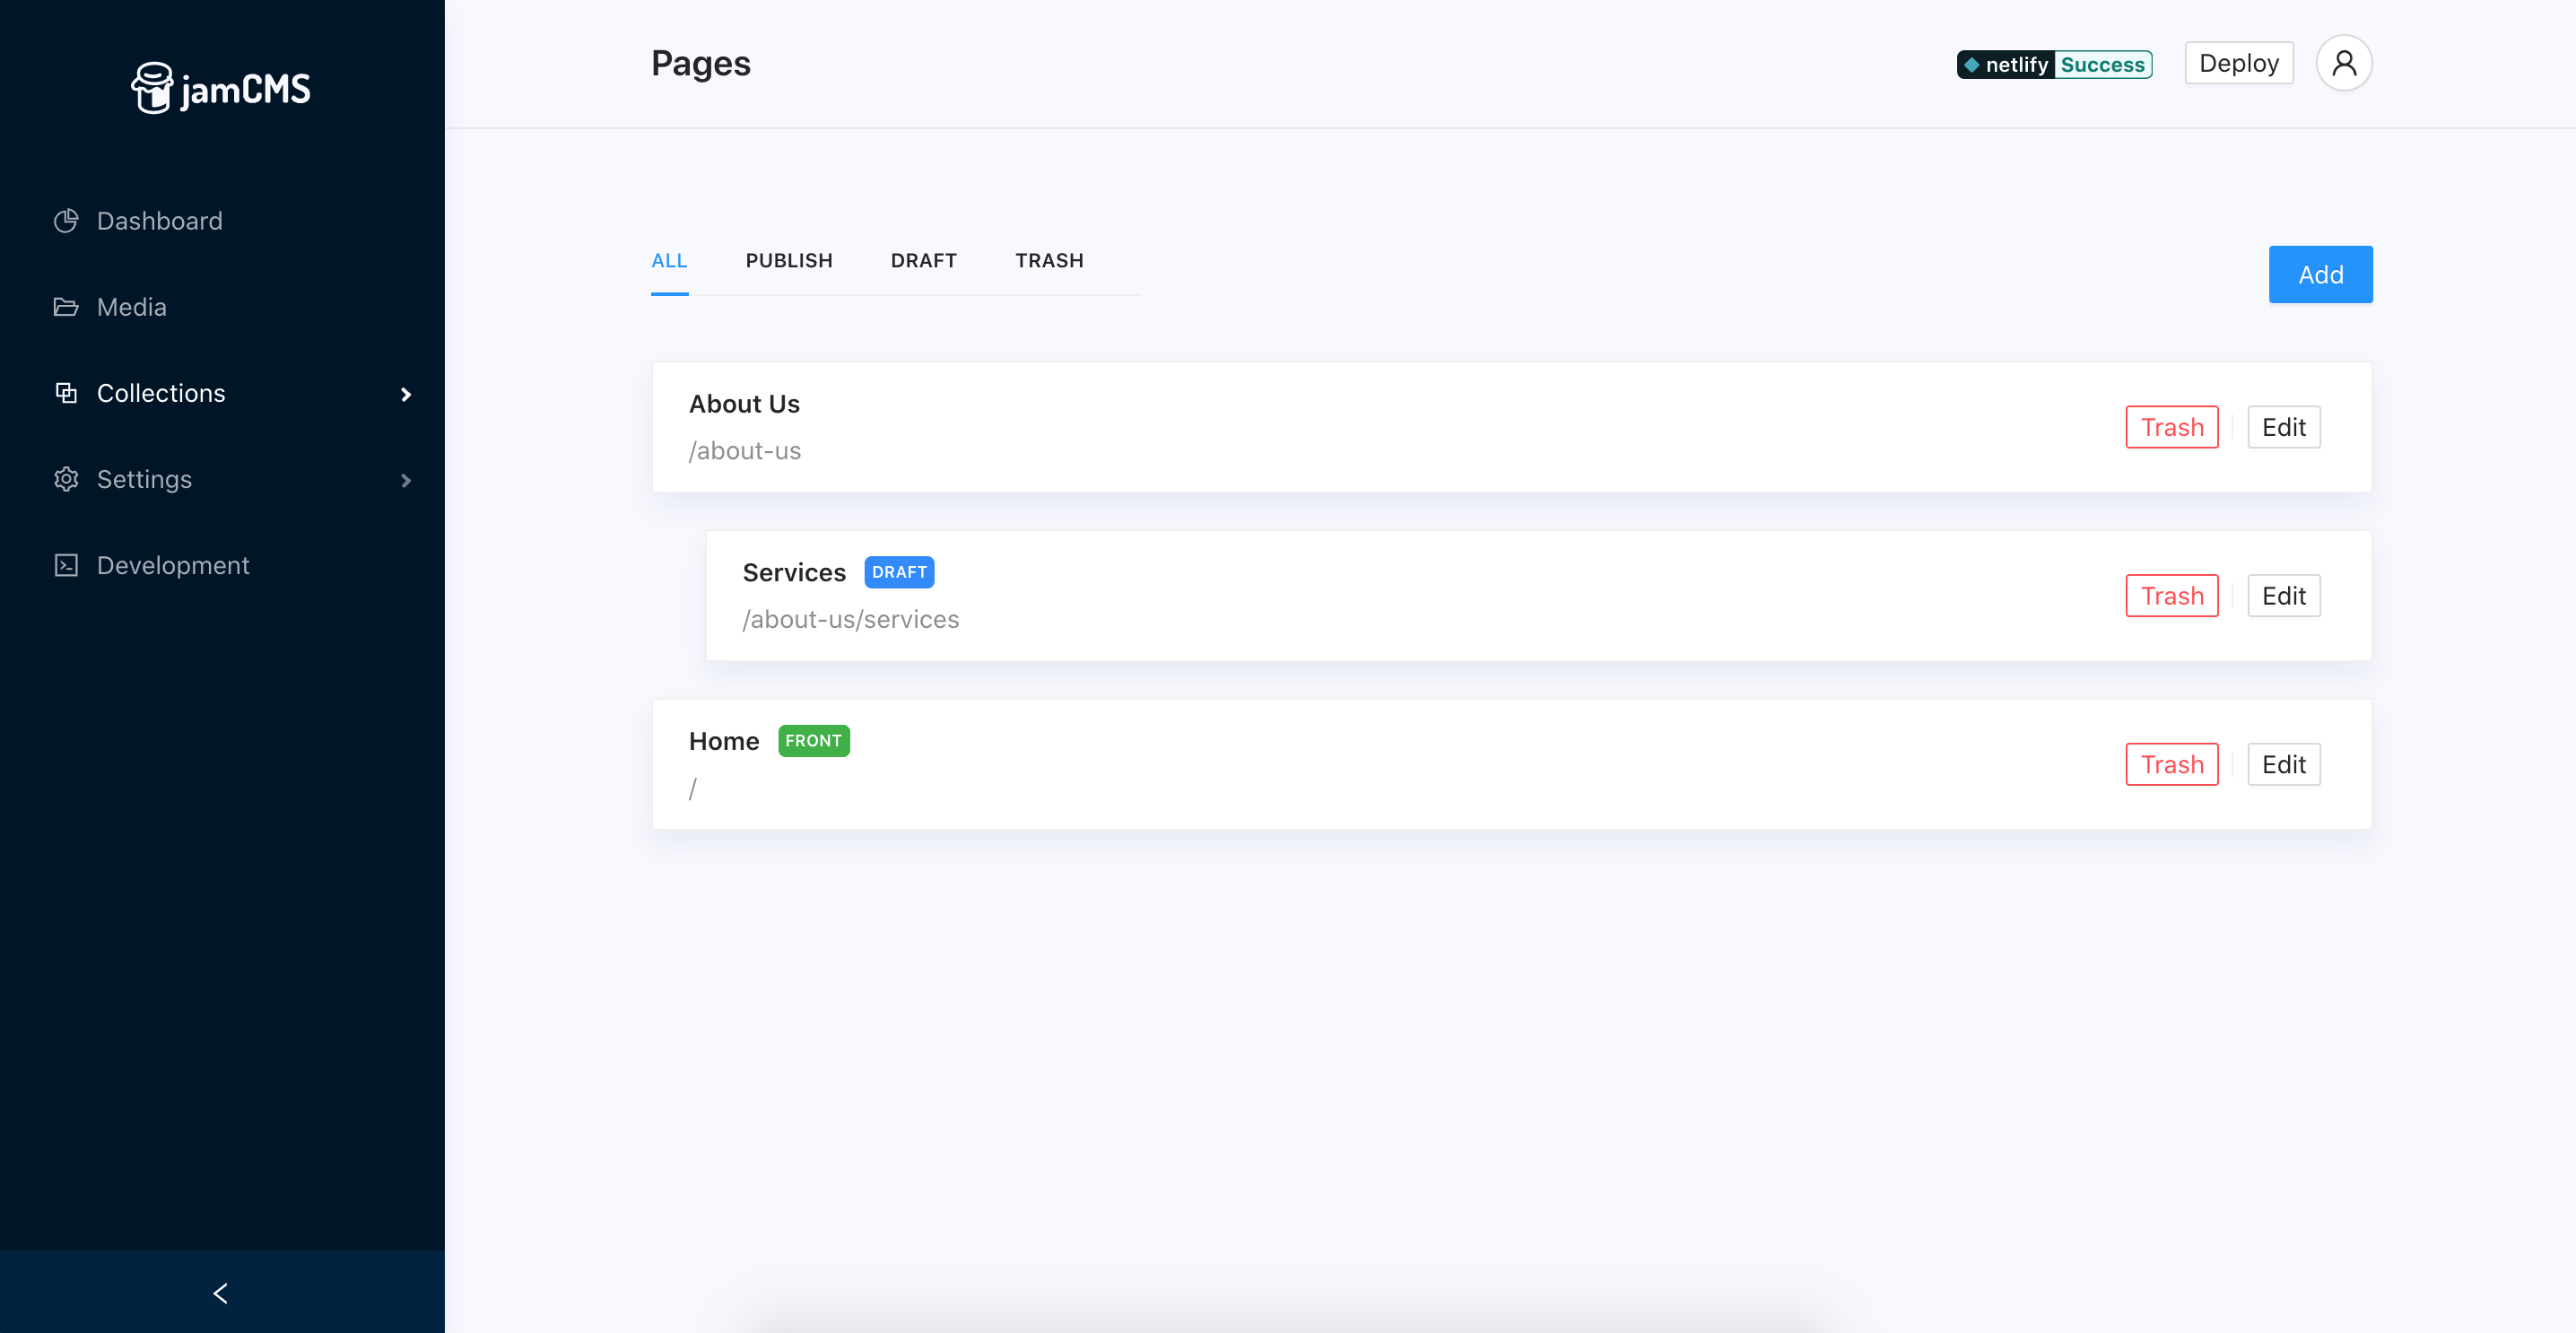 jamCMS
Dashboard
Media
Collections
Settings
Development
Pages
netlify Success
Deploy
ALL PUBLISH DRAFT TRASH
Add
About Us
/about-us
Trash Edit
Services DRAFT
/about-us/services
Trash Edit
Home FRONT
/
Trash Edit